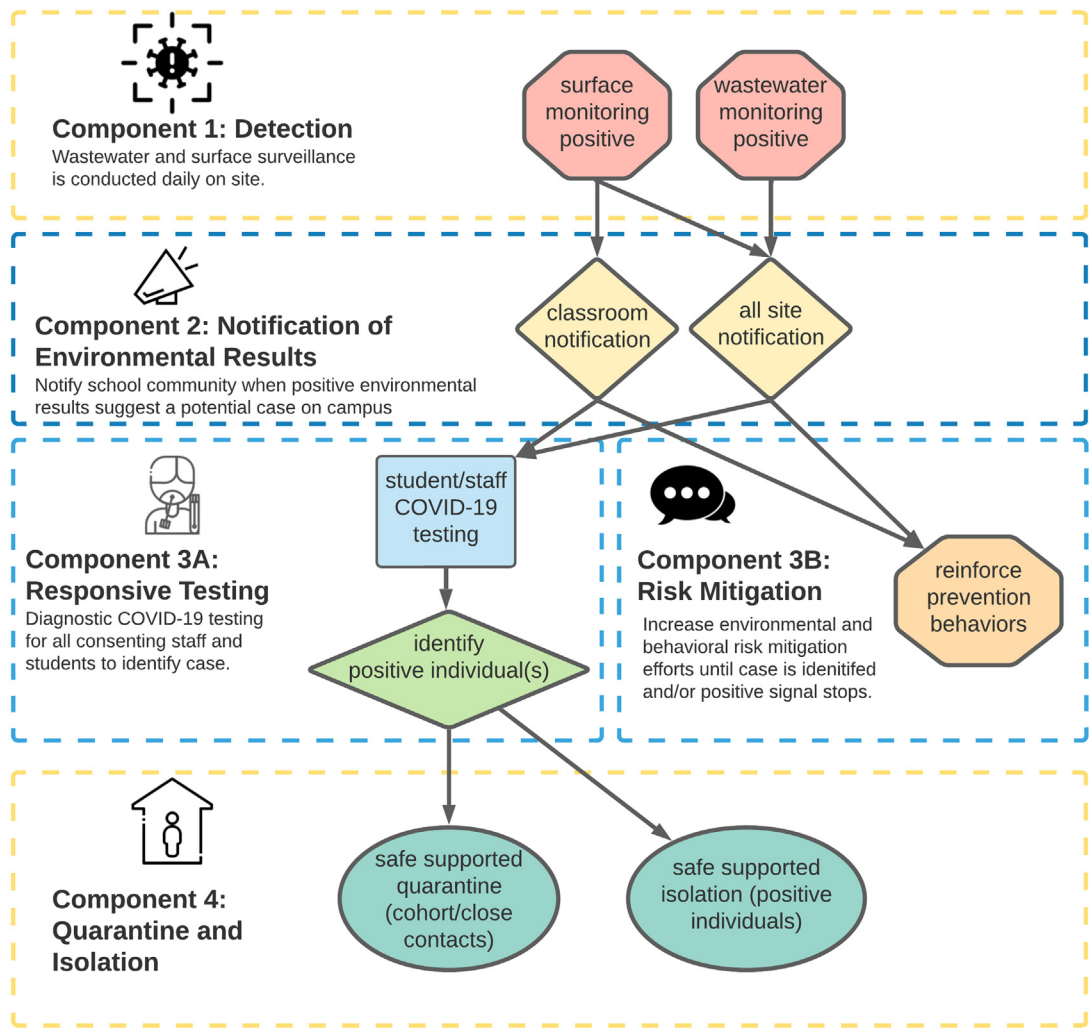 Component 1: Detection
Wastewater and surface surveillance
is conducted daily on site.
surface
monitoring
positive
wastewater
monitoring
positive
Component 2: Notification of
Environmental Results
Notify school community when positive environmental
results suggest a potential case on campus
classroom
notification
all site
notification
Component 3A:
Responsive Testing
Diagnostic COVID-19 testing
for all consenting staff and
students to identify case.
student/staff
COVID-19
testing
identify
positive individual(s)
Component 3B:
Risk Mitigation
Increase environmental and
behavioral risk mitigation
efforts until case is idenitifed
and/or positive signal stops.
reinforce
prevention
behaviors
Component 4:
Quarantine and
Isolation
safe supported
quarantine
(cohort/close
contacts)
safe supported
isolation (positive
individuals)